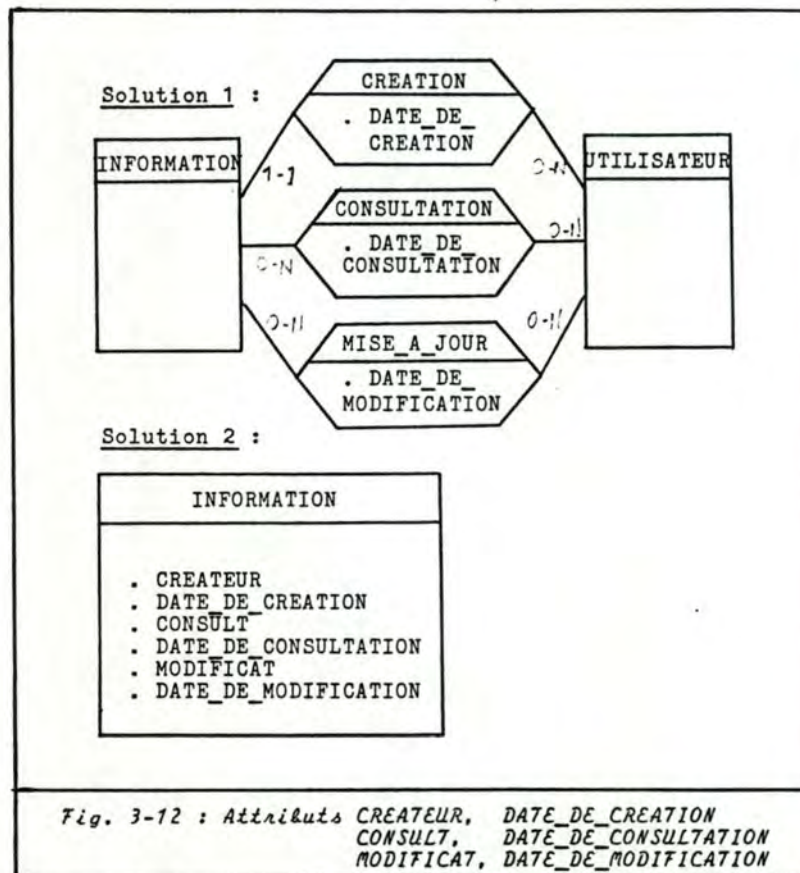 Solution 1 :
CREATION
. DATE_DE_
CREATION
INFORMATION
UTILISATEUR
1-1
0-N
CONSULTATION
. DATE_DE_
CONSULTATION
0-N
0-N
MISE_A_JOUR
. DATE_DE_
MODIFICATION
0-N
0-N
Solution 2 :
INFORMATION
. CREATEUR
. DATE_DE_CREATION
. CONSULT
. DATE_DE_CONSULTATION
. MODIFICAT
. DATE_DE_MODIFICATION
Fig. 3-12 : Attributs CREATEUR, DATE_DE_CREATION
CONSULT, DATE_DE_CONSULTATION
MODIFICAT, DATE_DE_MODIFICATION